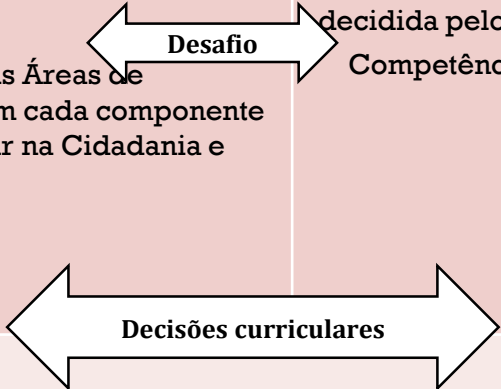 decidida pelo
Desafio
Competênc
s Áreas de
m cada componente
r na Cidadania e
Decisões curriculares